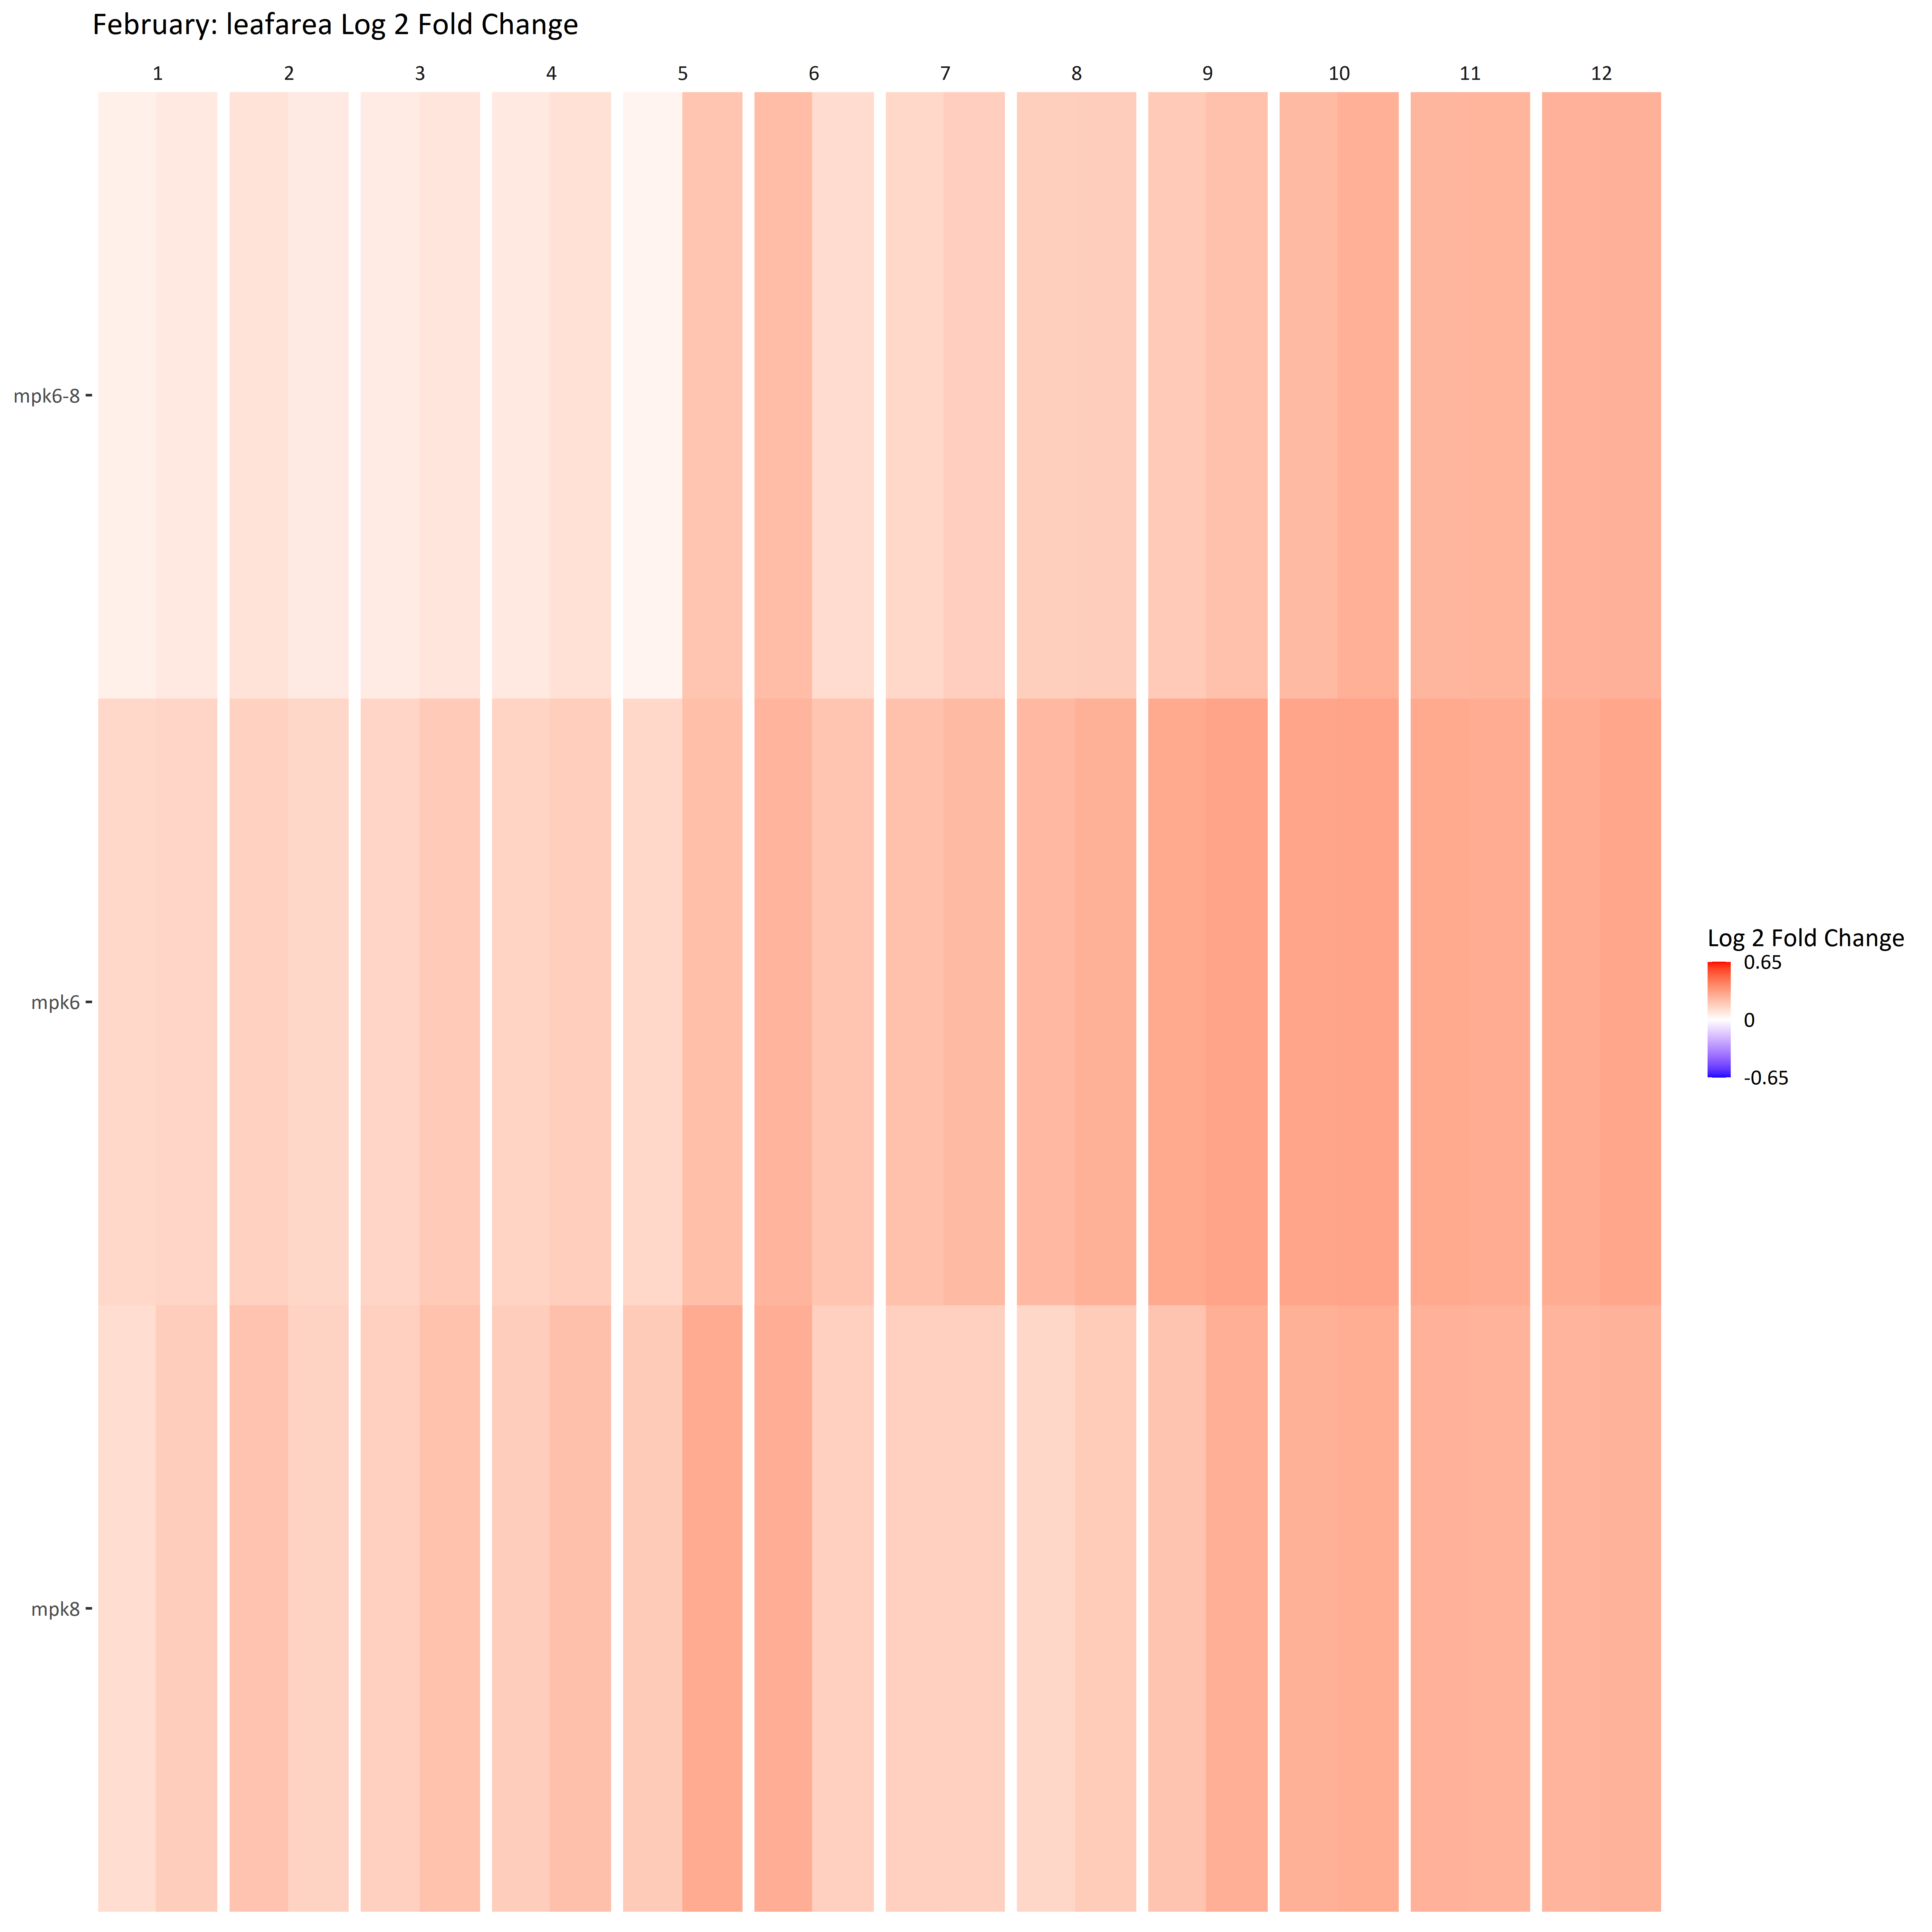 February: leafarea Log 2 Fold Change
1 2 3 4 5 6 7 8 9 10 11 12
mpk6-8
mpk6
mpk8
Log 2 Fold Change
0.65
0
-0.65